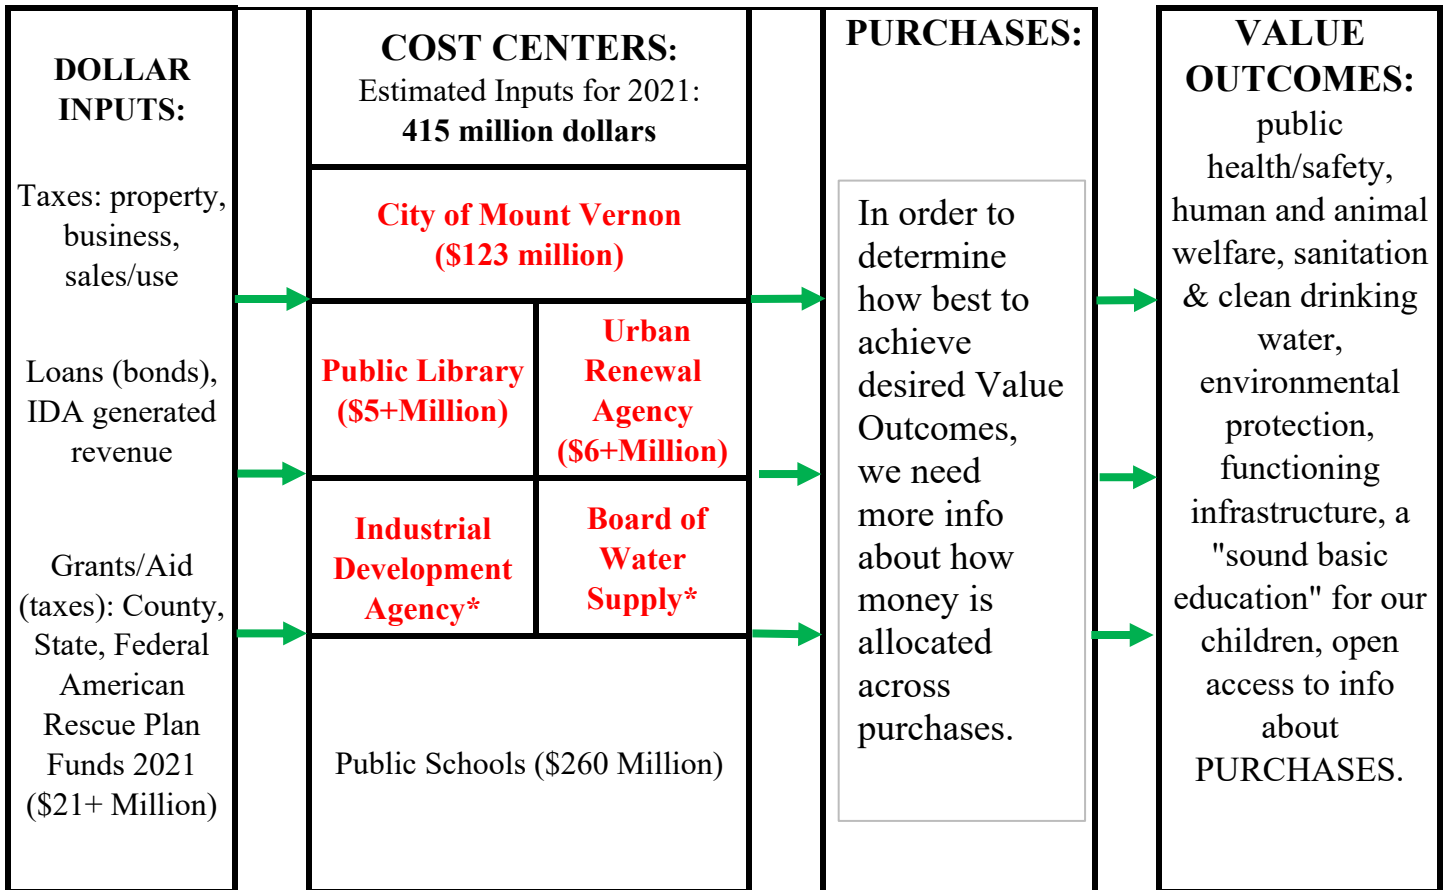 DOLLAR
INPUTS:
Taxes: property,
business,
sales/use
Loans (bonds),
IDA generated
revenue
Grants/Aid
(taxes): County,
State, Federal
American
Rescue Plan
Funds 2021
($21+ Million)
COST CENTERS:
Estimated Inputs for 2021:
415 million dollars
City of Mount Vernon
($123 million)
Public Library
($5+Million)
Urban
Renewal
Agency
($6+Million)
Industrial
Development
Agency*
Board of
Water
Supply*
Public Schools ($260 Million)
PURCHASES:
In order to
determine
how best to
achieve
desired Value
Outcomes,
we need
more info
about how
money is
allocated
across
purchases.
VALUE
OUTCOMES:
public
health/safety,
human and animal
welfare, sanitation
& clean drinking
water,
environmental
protection,
functioning
infrastructure, a
"sound basic
education" for our
children, open
access to info
about
PURCHASES.